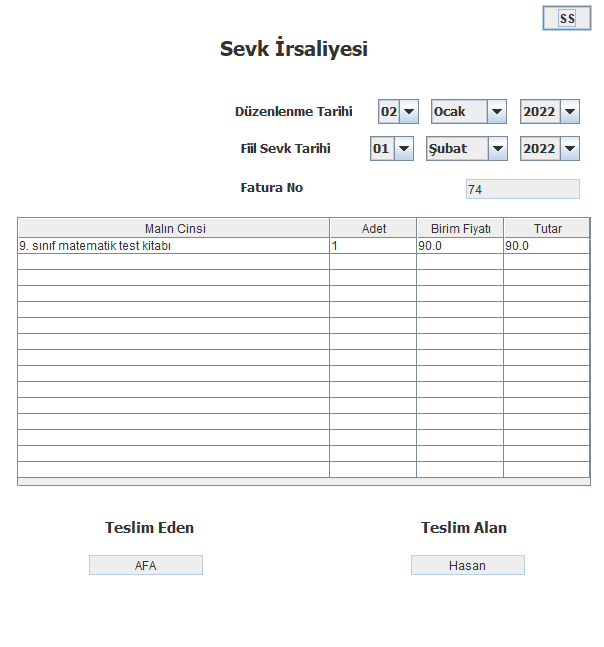 SS
Sevk İrsaliyesi
Düzenlenme Tarihi 02 Ocak 2022
Fiil Sevk Tarihi 01 Şubat 2022
Fatura No 74
Malın Cinsi Adet Birim Fiyatı Tutar
9. sınıf matematik test kitabı 1 90.0 90.0
Teslim Eden Teslim Alan
AFA Hasan